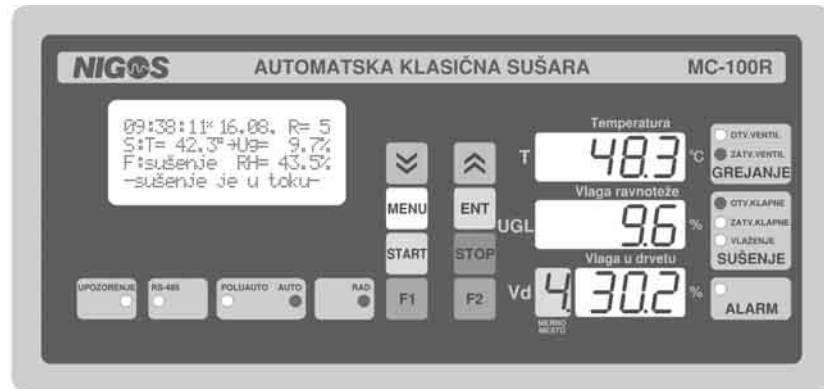 NIGOS AUTOMATSKA KLASIČNA SUŠARA MC-100R
09:38:11* 16.08. R= 5
S:T= 42.3°→Ug= 9.7%
F:sušenje RH= 43.5%
-sušenje je u toku-
MENU
START
F1
ENT
STOP
F2
Temperatura
T 48.3 °C
Vlaga ravnoteže
UGL 9.6 %
Vlaga u drvetu
Vd 4. 30.2 %
MERNO
MESTO
OTV.VENTIL
ZATV.VENTIL
GREJANJE
OTV.KLAPNE
ZATV.KLAPNE
VLAŽENJE
SUŠENJE
ALARM
UPOZORENJE RS-485 POLUAUTO AUTO RAD